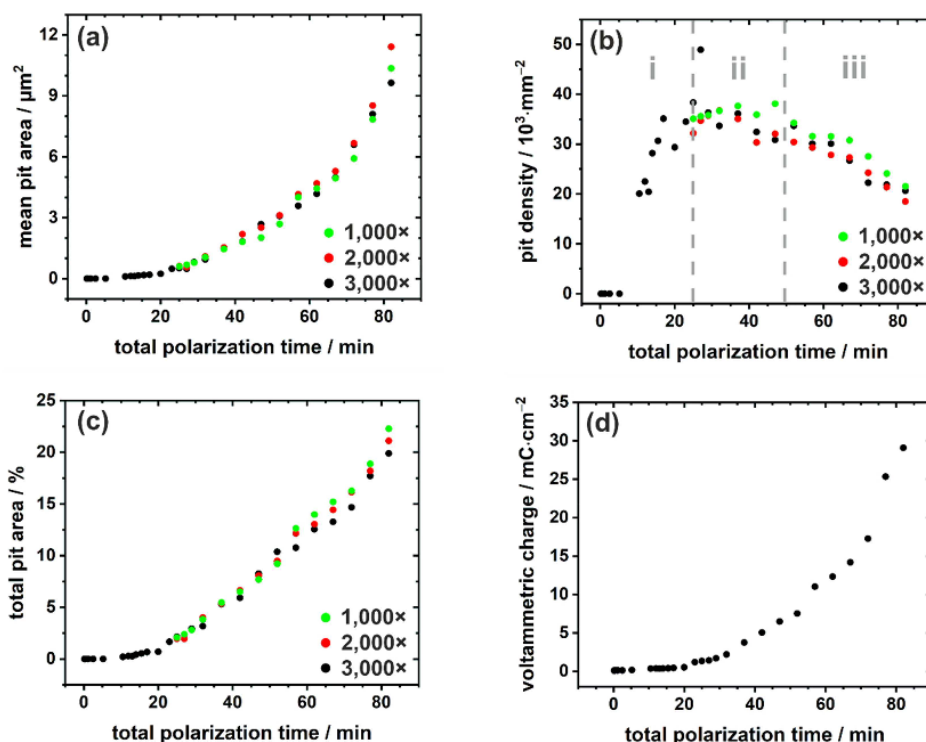 (a)
mean pit area / µm²
12
9
6
3
0
1,000×
2,000×
3,000×
0 20 40 60 80
total polarization time / min
(b)
i ii iii
pit density / 10³·mm⁻²
50
40
30
20
10
0
1,000×
2,000×
3,000×
0 20 40 60 80
total polarization time / min
(c)
total pit area / %
25
20
15
10
5
0
1,000×
2,000×
3,000×
0 20 40 60 80
total polarization time / min
(d)
voltammetric charge / mC·cm⁻²
35
30
25
20
15
10
5
0
0 20 40 60 80
total polarization time / min